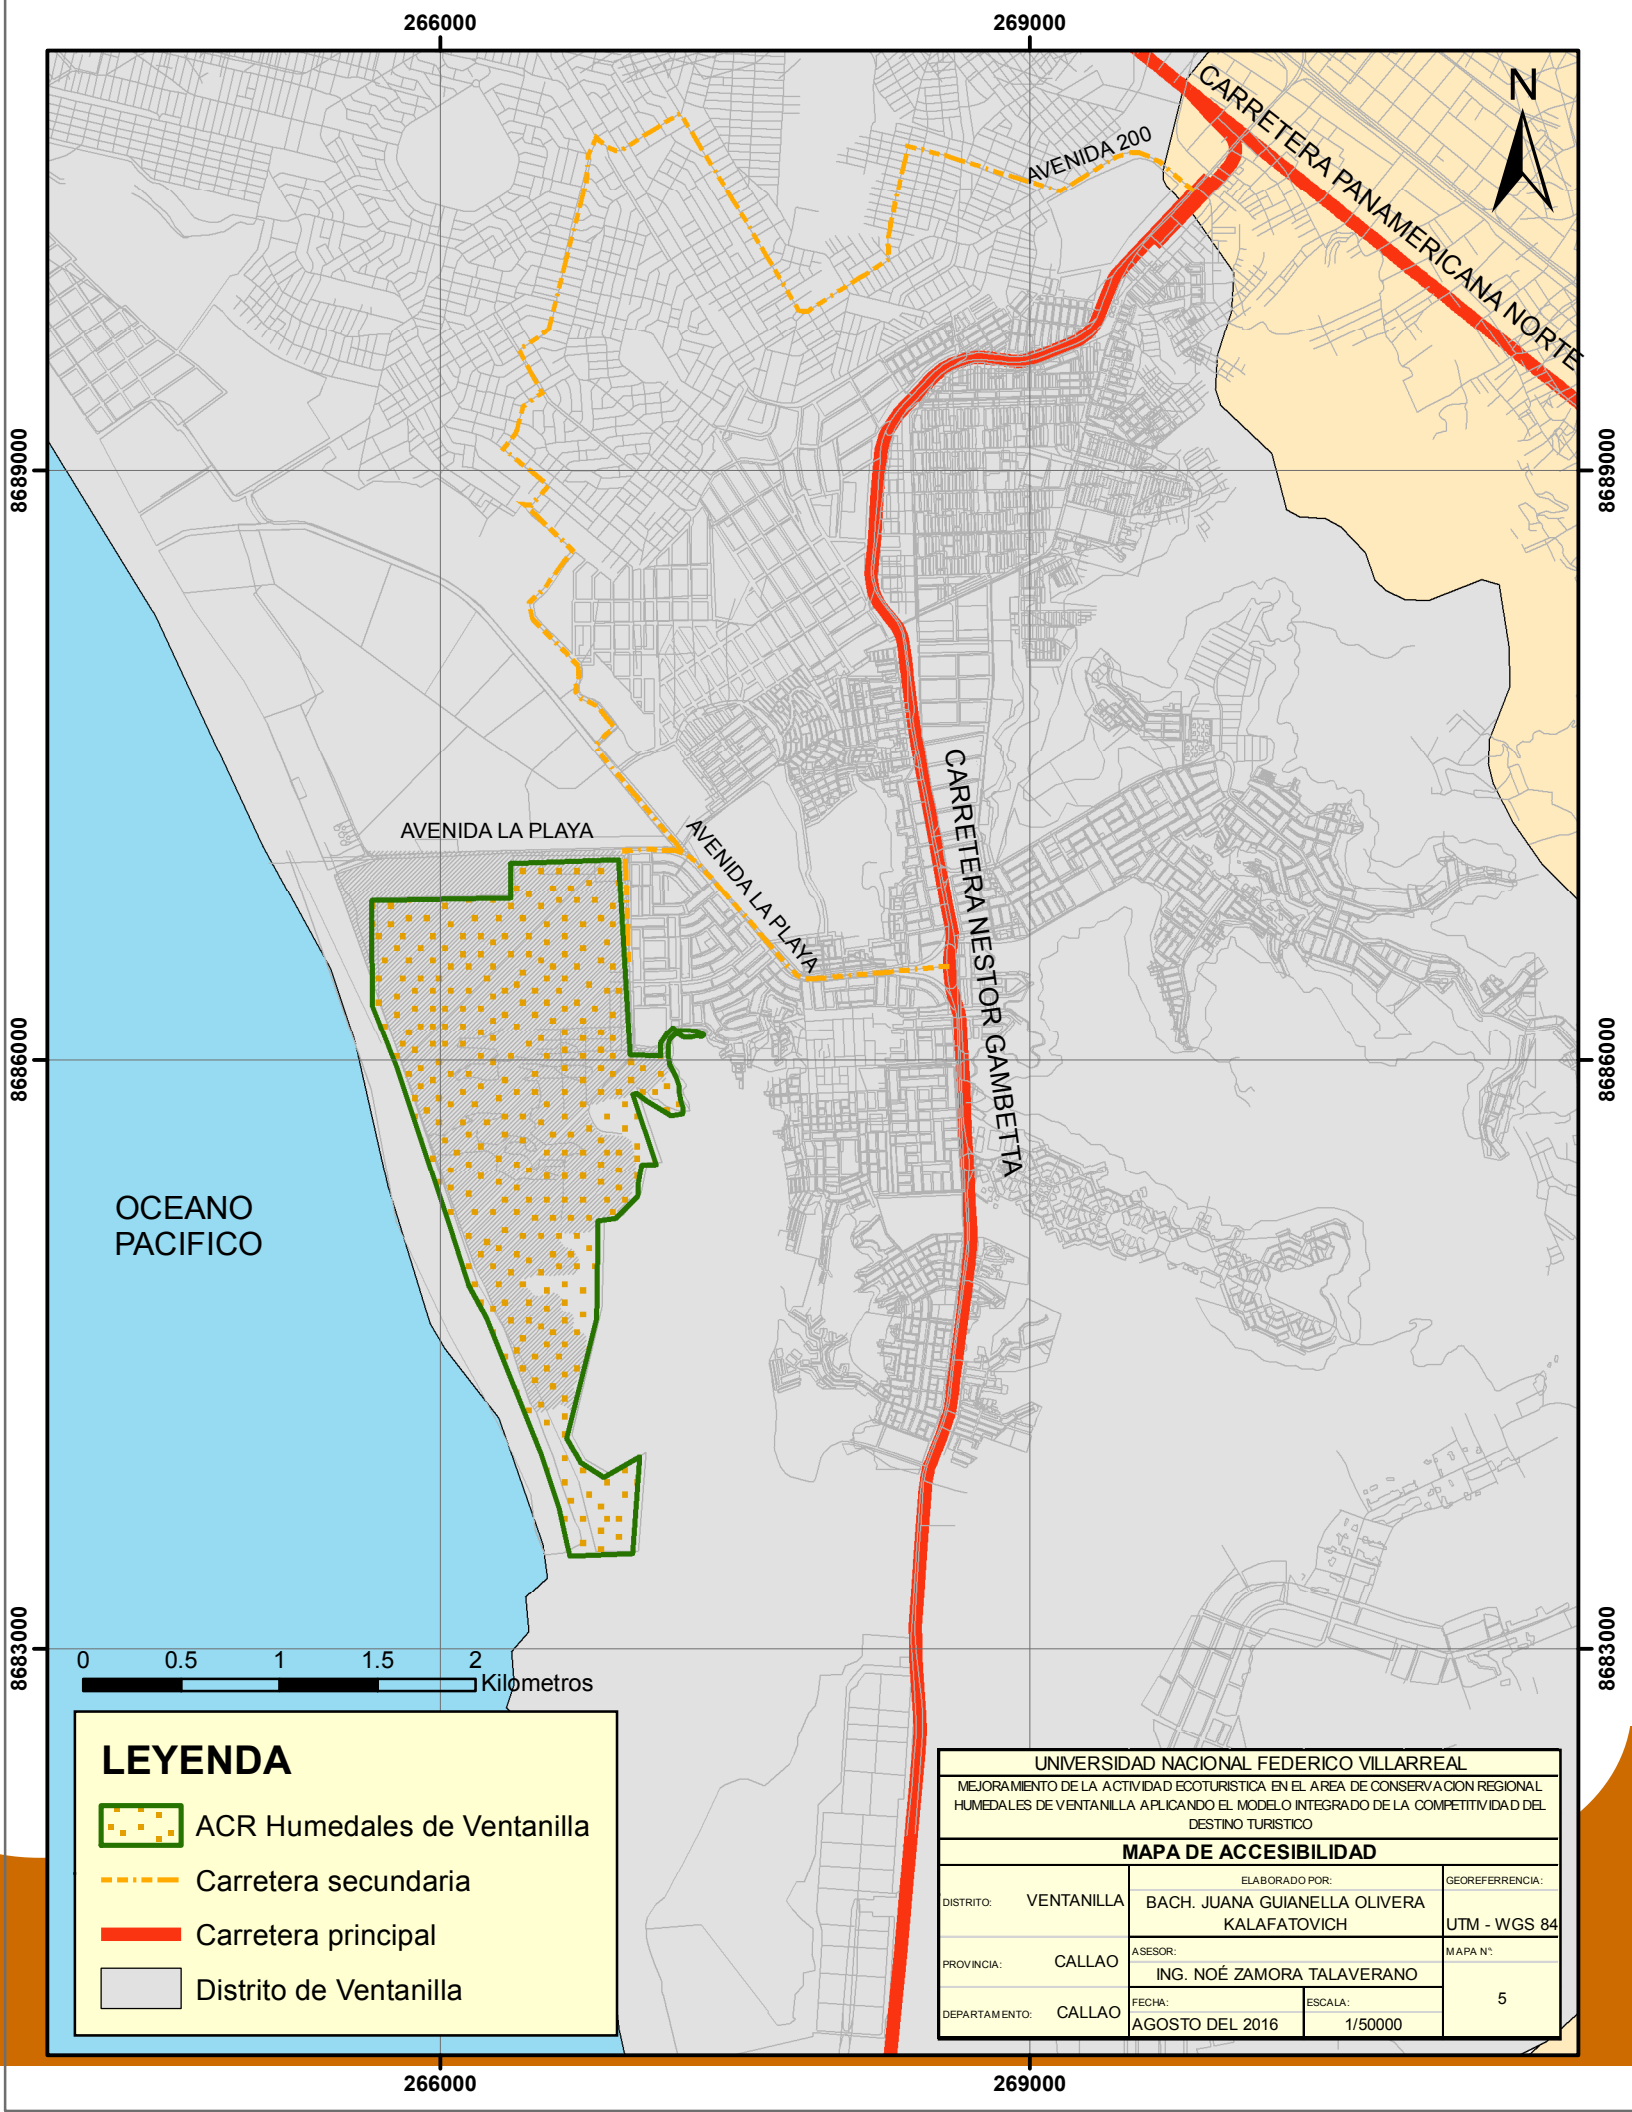 266000
269000
N
CARRETERA PANAMERICANA NORTE
AVENIDA 200
8689000
8689000
CARRETERA NESTOR GAMBETTA
AVENIDA LA PLAYA
AVENIDA LA PLAYA
8686000
8686000
OCEANO
PACIFICO
8683000
8683000
0 0.5 1 1.5 2
Kilometros
LEYENDA
ACR Humedales de Ventanilla
Carretera secundaria
Carretera principal
Distrito de Ventanilla
UNIVERSIDAD NACIONAL FEDERICO VILLARREAL
MEJORAMIENTO DE LA ACTIVIDAD ECOTURISTICA EN EL AREA DE CONSERVACION REGIONAL
HUMEDALES DE VENTANILLA APLICANDO EL MODELO INTEGRADO DE LA COMPETITIVIDAD DEL
DESTINO TURISTICO
MAPA DE ACCESIBILIDAD
DISTRITO: VENTANILLA
ELABORADO POR:
BACH. JUANA GUIANELLA OLIVERA
KALAFATOVICH
GEOREFERRENCIA:
UTM - WGS 84
PROVINCIA: CALLAO
ASESOR:
ING. NOÉ ZAMORA TALAVERANO
MAPA N°:
5
DEPARTAMENTO: CALLAO
FECHA:
AGOSTO DEL 2016
ESCALA:
1/50000
266000
269000